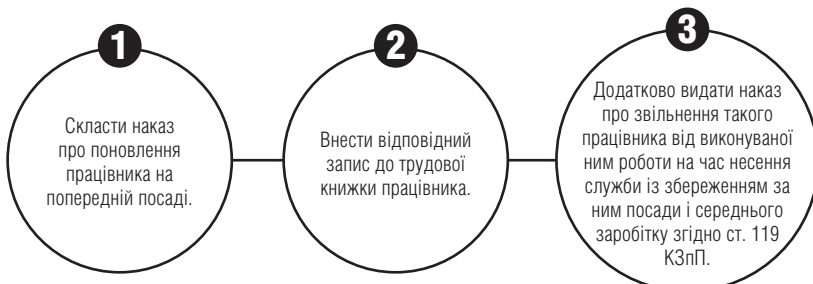 1
Скласти наказ
про поновлення
працівника на
попередній посаді.
2
Внести відповідний
запис до трудової
книжки працівника.
3
Додатково видати наказ
про звільнення такого
працівника від виконуваної
ним роботи на час несення
служби із збереженням за
ним посади і середнього
заробітку згідно ст. 119
КЗпП.